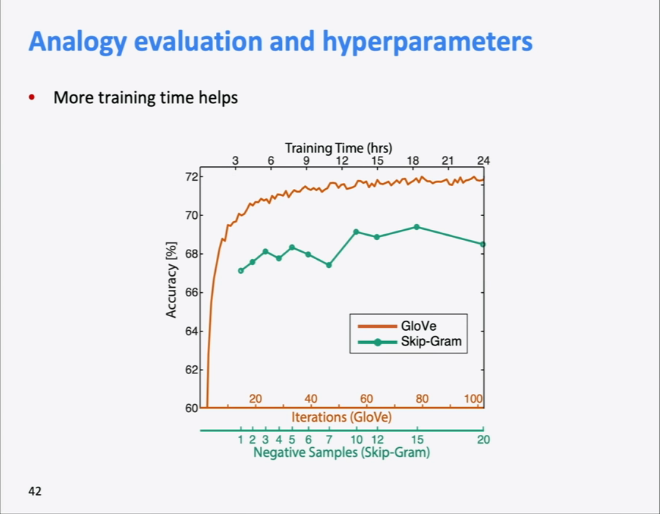 Analogy evaluation and hyperparameters
• More training time helps
Training Time (hrs)
3 6 9 12 15 18 21 24
72
70
68
66
64
62
60
Accuracy [%]
GloVe
Skip-Gram
20 40 60 80 100
Iterations (GloVe)
1 2 3 4 5 6 7 10 12 15 20
Negative Samples (Skip-Gram)
42